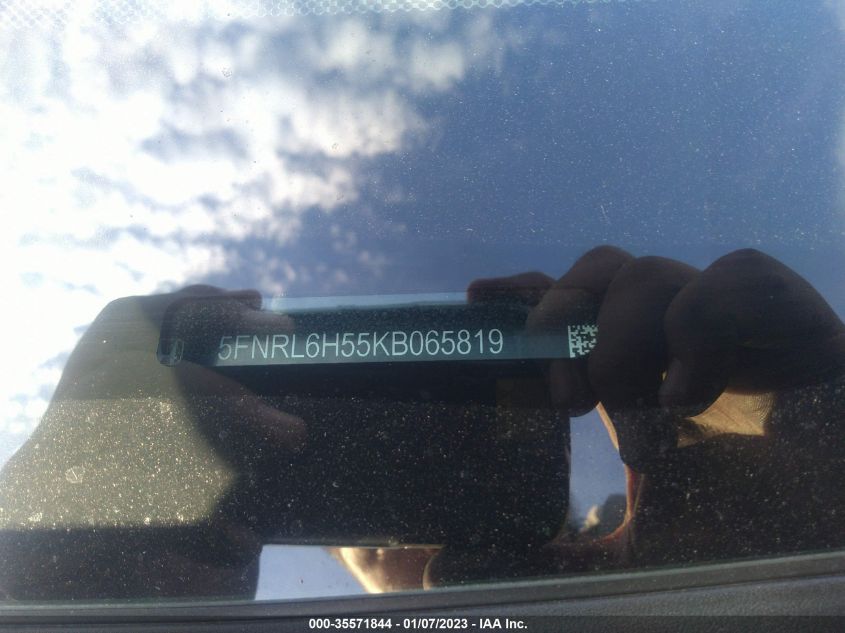 5FNRL6H55KB065819
000-35571844 - 01/07/2023 - IAA Inc.